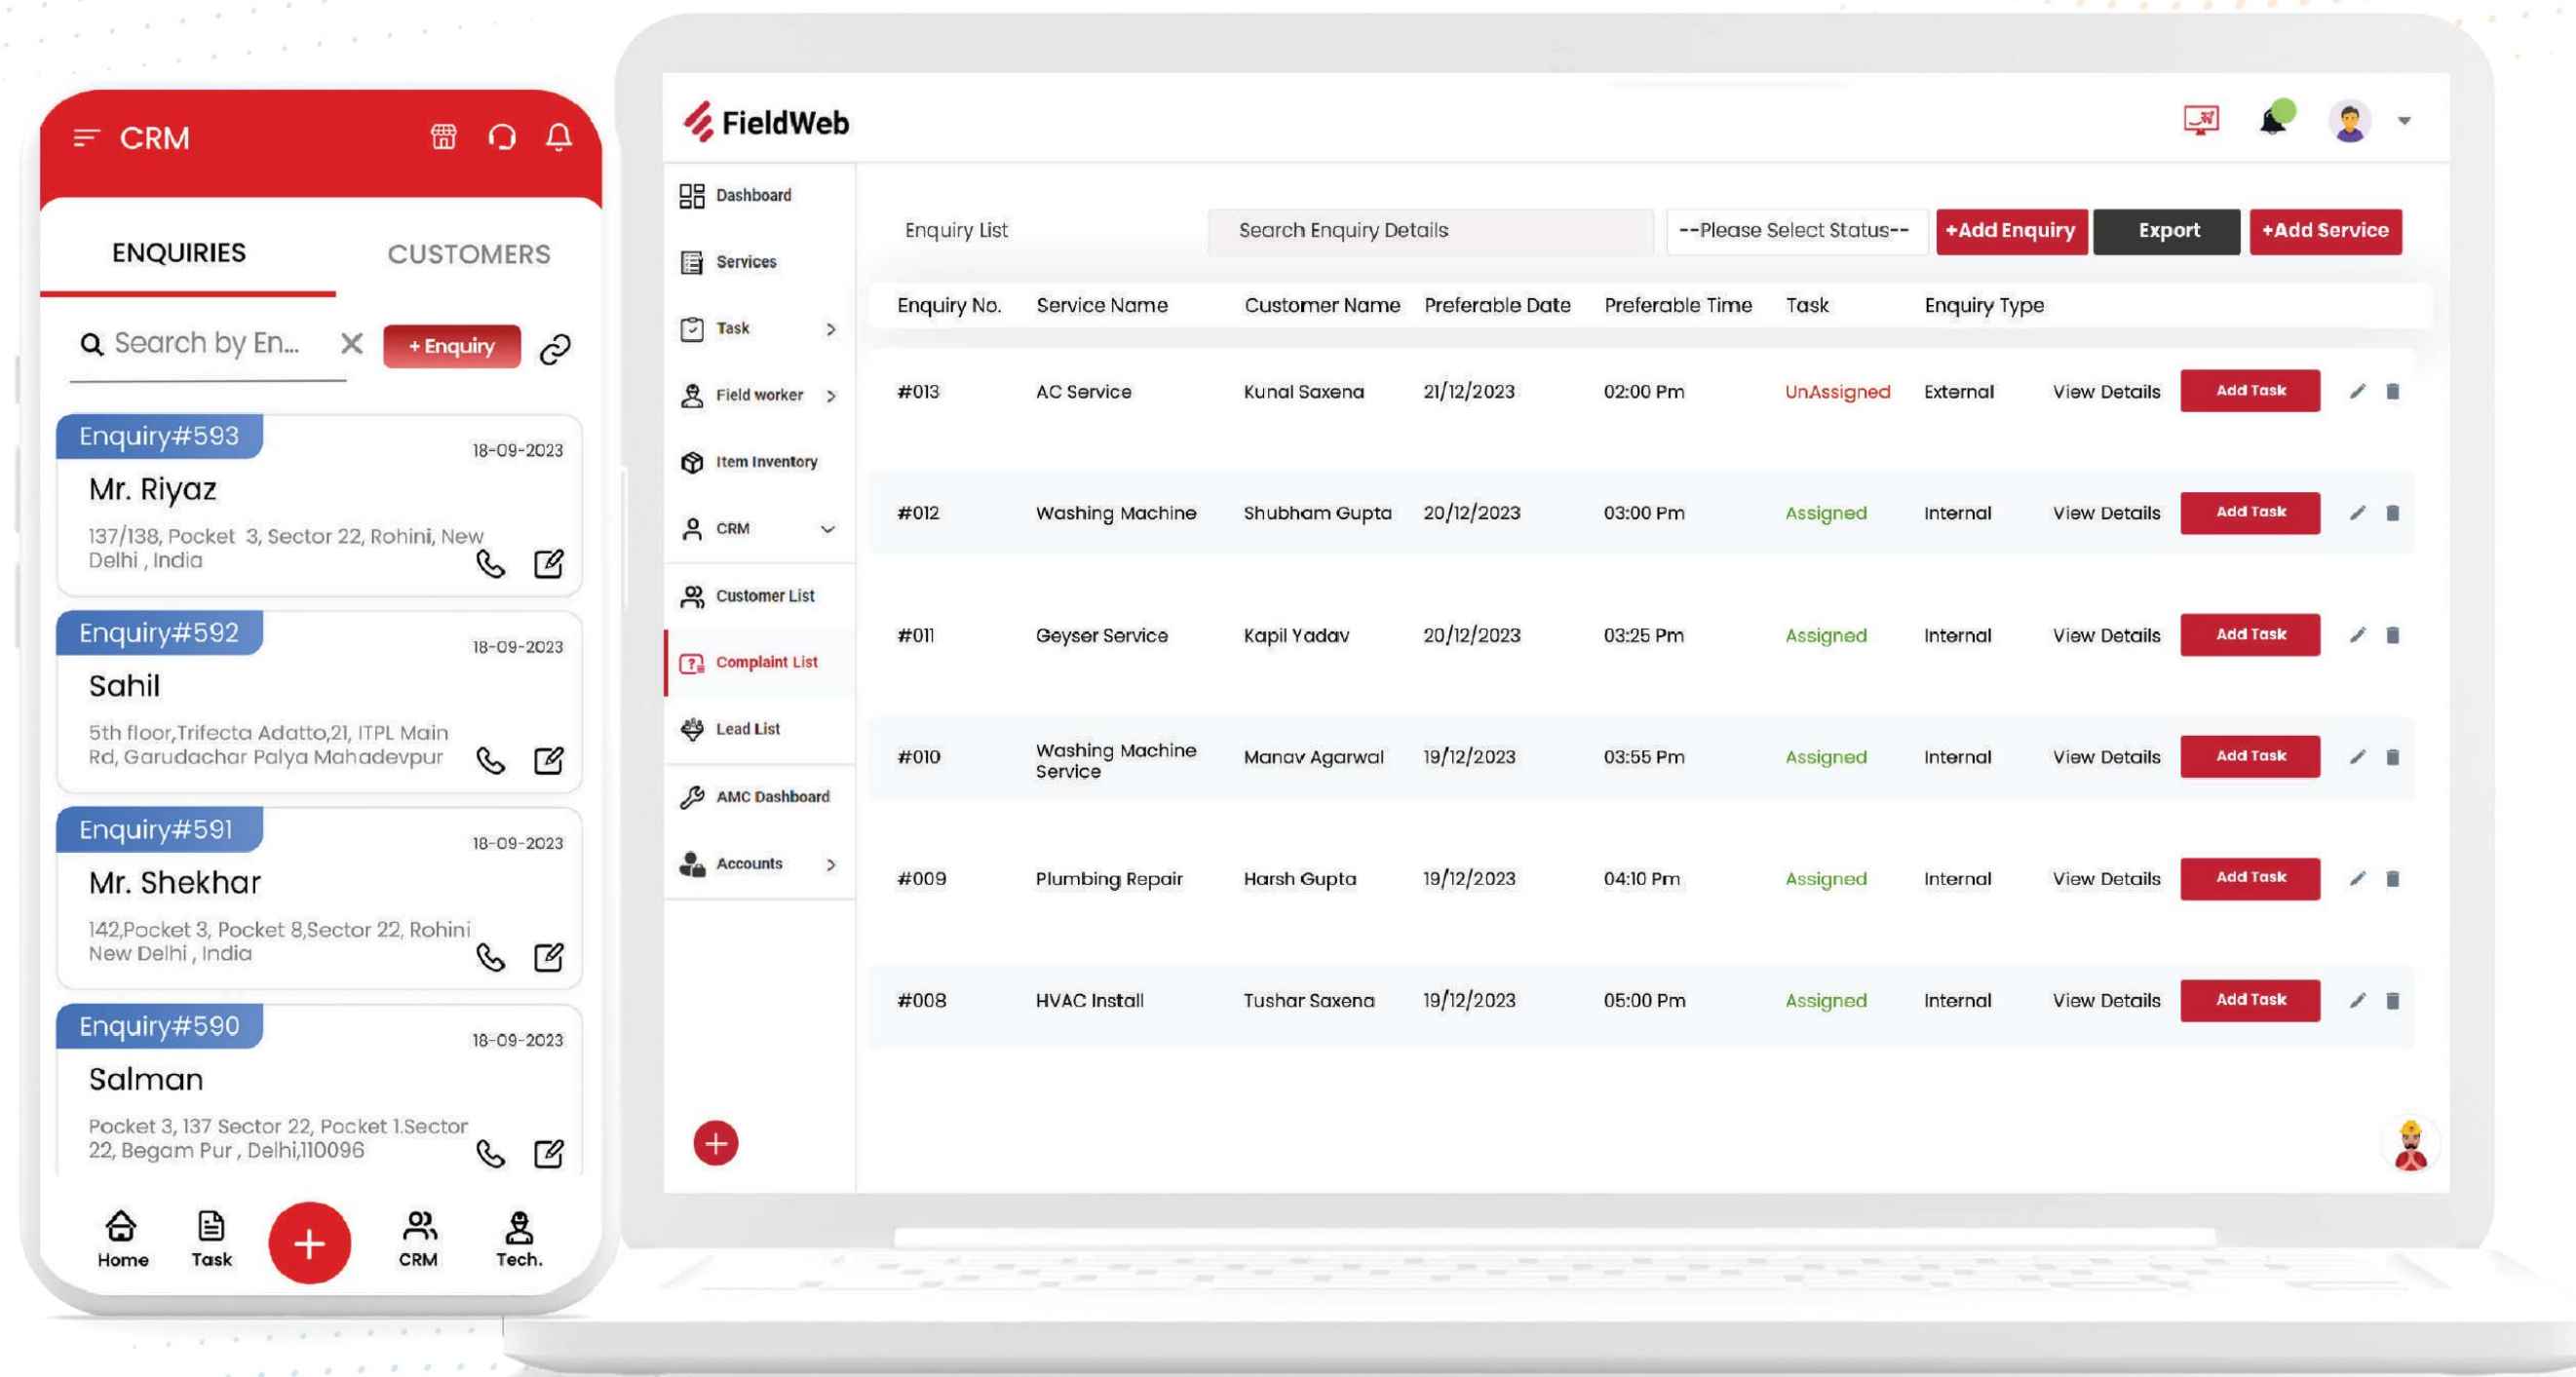 CRM
ENQUIRIES
CUSTOMERS
Search by En...
+ Enquiry
Enquiry#593
18-09-2023
Mr. Riyaz
137/138, Pocket 3, Sector 22, Rohini, New
Delhi , India
Enquiry#592
18-09-2023
Sahil
5th floor,Trifecta Adatto,21, ITPL Main
Rd, Garudachar Palya Mahadevpur
Enquiry#591
18-09-2023
Mr. Shekhar
142,Pocket 3, Pocket 8,Sector 22, Rohini
New Delhi , India
Enquiry#590
18-09-2023
Salman
Pocket 3, 137 Sector 22, Pocket 1.Sector
22, Begam Pur , Delhi,110096
Home Task CRM Tech.
FieldWeb
Dashboard
Services
Task
Field worker
Item Inventory
CRM
Customer List
Complaint List
Lead List
AMC Dashboard
Accounts
Enquiry List Search Enquiry Details --Please Select Status-- +Add Enquiry Export +Add Service
Enquiry No. Service Name Customer Name Preferable Date Preferable Time Task Enquiry Type
#013 AC Service Kunal Saxena 21/12/2023 02:00 Pm UnAssigned External View Details Add Task
#012 Washing Machine Shubham Gupta 20/12/2023 03:00 Pm Assigned Internal View Details Add Task
#011 Geyser Service Kapil Yadav 20/12/2023 03:25 Pm Assigned Internal View Details Add Task
#010 Washing Machine
Service Manav Agarwal 19/12/2023 03:55 Pm Assigned Internal View Details Add Task
#009 Plumbing Repair Harsh Gupta 19/12/2023 04:10 Pm Assigned Internal View Details Add Task
#008 HVAC Install Tushar Saxena 19/12/2023 05:00 Pm Assigned Internal View Details Add Task